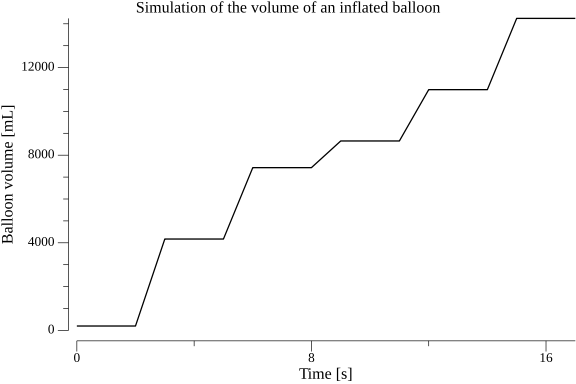 Simulation of the volume of an inflated balloon
12000
8000
4000
0
Balloon volume [mL]
0
8
16
Time [s]